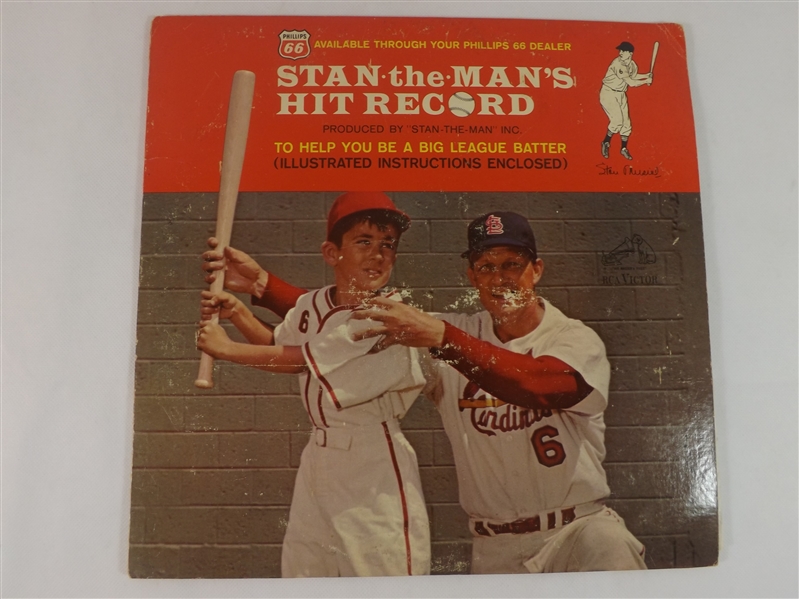 PHILLIPS
66
AVAILABLE THROUGH YOUR PHILLIPS 66 DEALER
STAN·the·MAN'S
HIT RECORD
PRODUCED BY "STAN-THE-MAN" INC.
TO HELP YOU BE A BIG LEAGUE BATTER
(ILLUSTRATED INSTRUCTIONS ENCLOSED)
Stan Musial
StL
RCA VICTOR
6
Cardinals
6